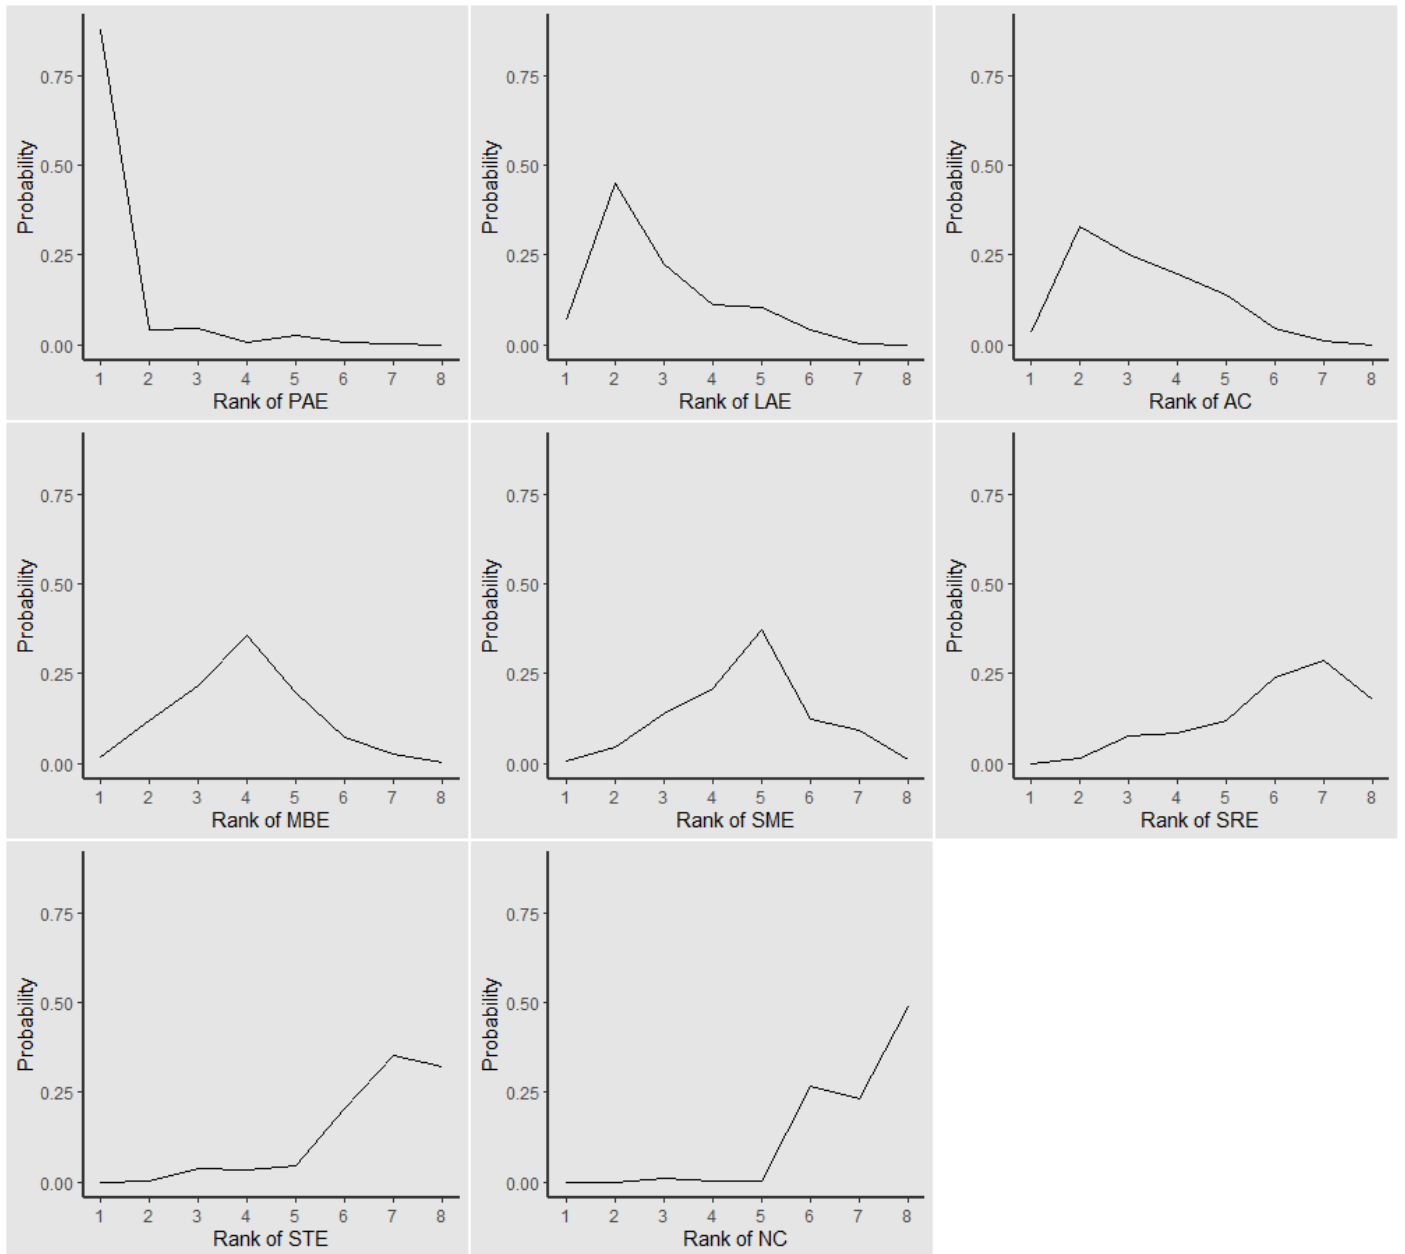 Probability
0.75
0.50
0.25
0.00
1 2 3 4 5 6 7 8
Rank of PAE
Probability
0.75
0.50
0.25
0.00
1 2 3 4 5 6 7 8
Rank of LAE
Probability
0.75
0.50
0.25
0.00
1 2 3 4 5 6 7 8
Rank of AC
Probability
0.75
0.50
0.25
0.00
1 2 3 4 5 6 7 8
Rank of MBE
Probability
0.75
0.50
0.25
0.00
1 2 3 4 5 6 7 8
Rank of SME
Probability
0.75
0.50
0.25
0.00
1 2 3 4 5 6 7 8
Rank of SRE
Probability
0.75
0.50
0.25
0.00
1 2 3 4 5 6 7 8
Rank of STE
Probability
0.75
0.50
0.25
0.00
1 2 3 4 5 6 7 8
Rank of NC